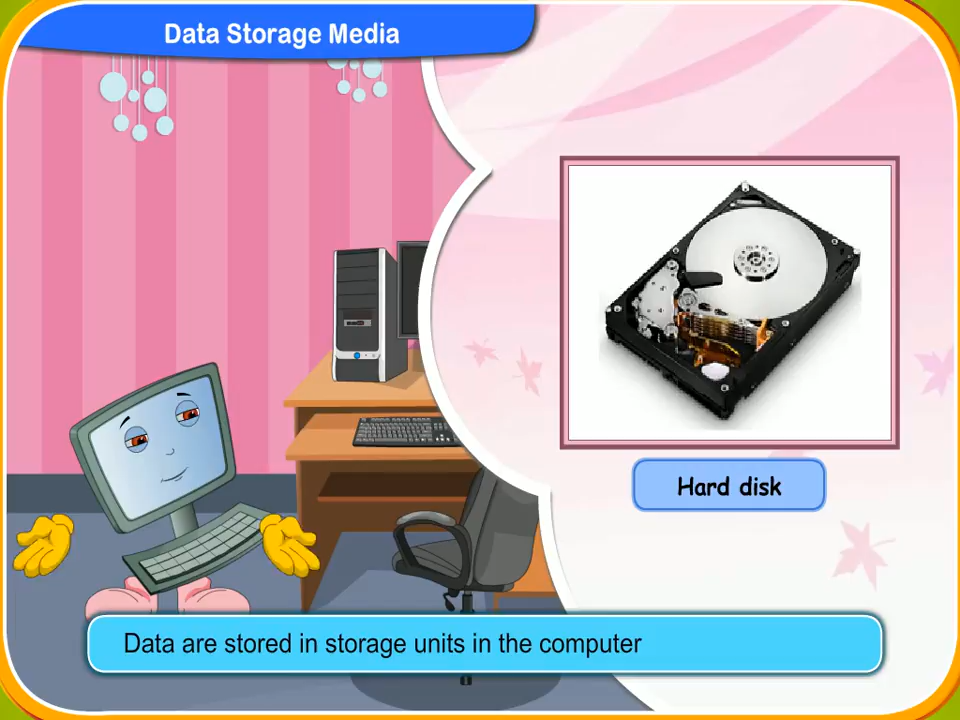 Data Storage Media
Hard disk
Data are stored in storage units in the computer